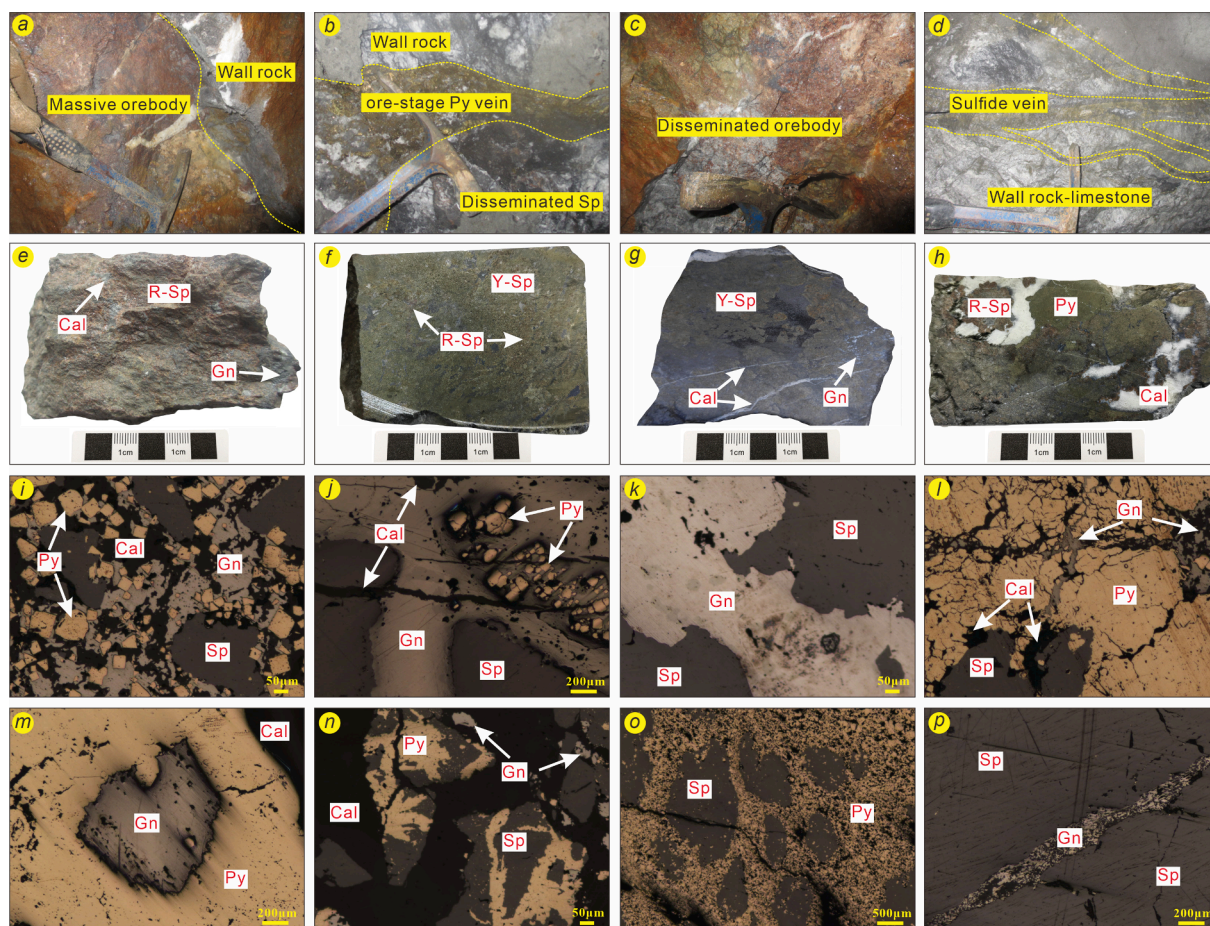 a
Wall rock
Massive orebody
b
Wall rock
ore-stage Py vein
Disseminated Sp
c
Disseminated orebody
d
Sulfide vein
Wall rock-limestone
e
R-Sp
Cal
Gn
1cm 1cm
f
Y-Sp
R-Sp
1cm 1cm
g
Y-Sp
Cal
Gn
1cm 1cm
h
R-Sp
Py
Cal
1cm 1cm
i
Py
Cal
Gn
Sp
50μm
j
Cal
Py
Gn
Sp
200μm
k
Sp
Gn
Sp
50μm
l
Gn
Cal
Py
Sp
50μm
m
Cal
Gn
Py
200μm
n
Py
Gn
Cal
Sp
50μm
o
Sp
Py
500μm
p
Sp
Gn
Sp
200μm